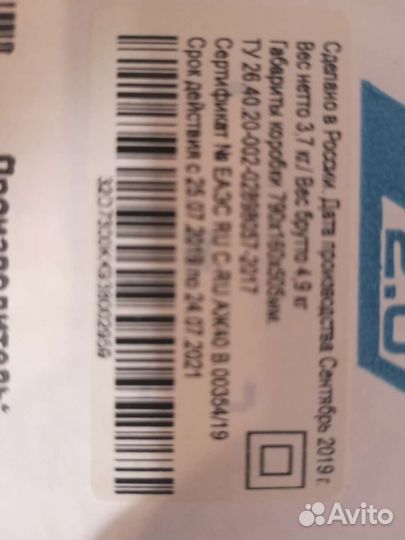 Сделано в России. Дата производства Сентябрь 2019 г.
Вес нетто 3,7 кг./ Вес брутто 4,9 кг
Габариты коробки 790х160х505мм.
ТУ 26.40.20-002-02898057-2017
Сертификат № ЕАЭС RU C-RU АЖ40 В 00354/19
Срок действия с 25.07.2019 по 24.07.2021
2.0
Производитель:
Avito